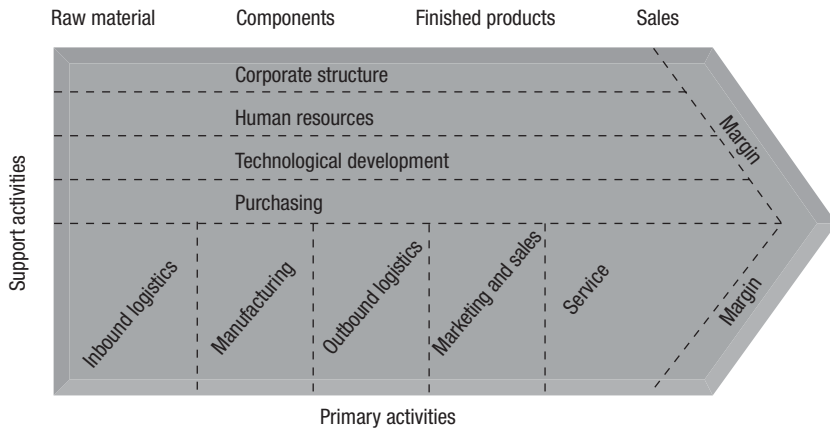 Raw material Components Finished products Sales
Corporate structure
Human resources
Technological development
Purchasing
Margin
Support activities
Inbound logistics
Manufacturing
Outbound logistics
Marketing and sales
Service
Margin
Primary activities